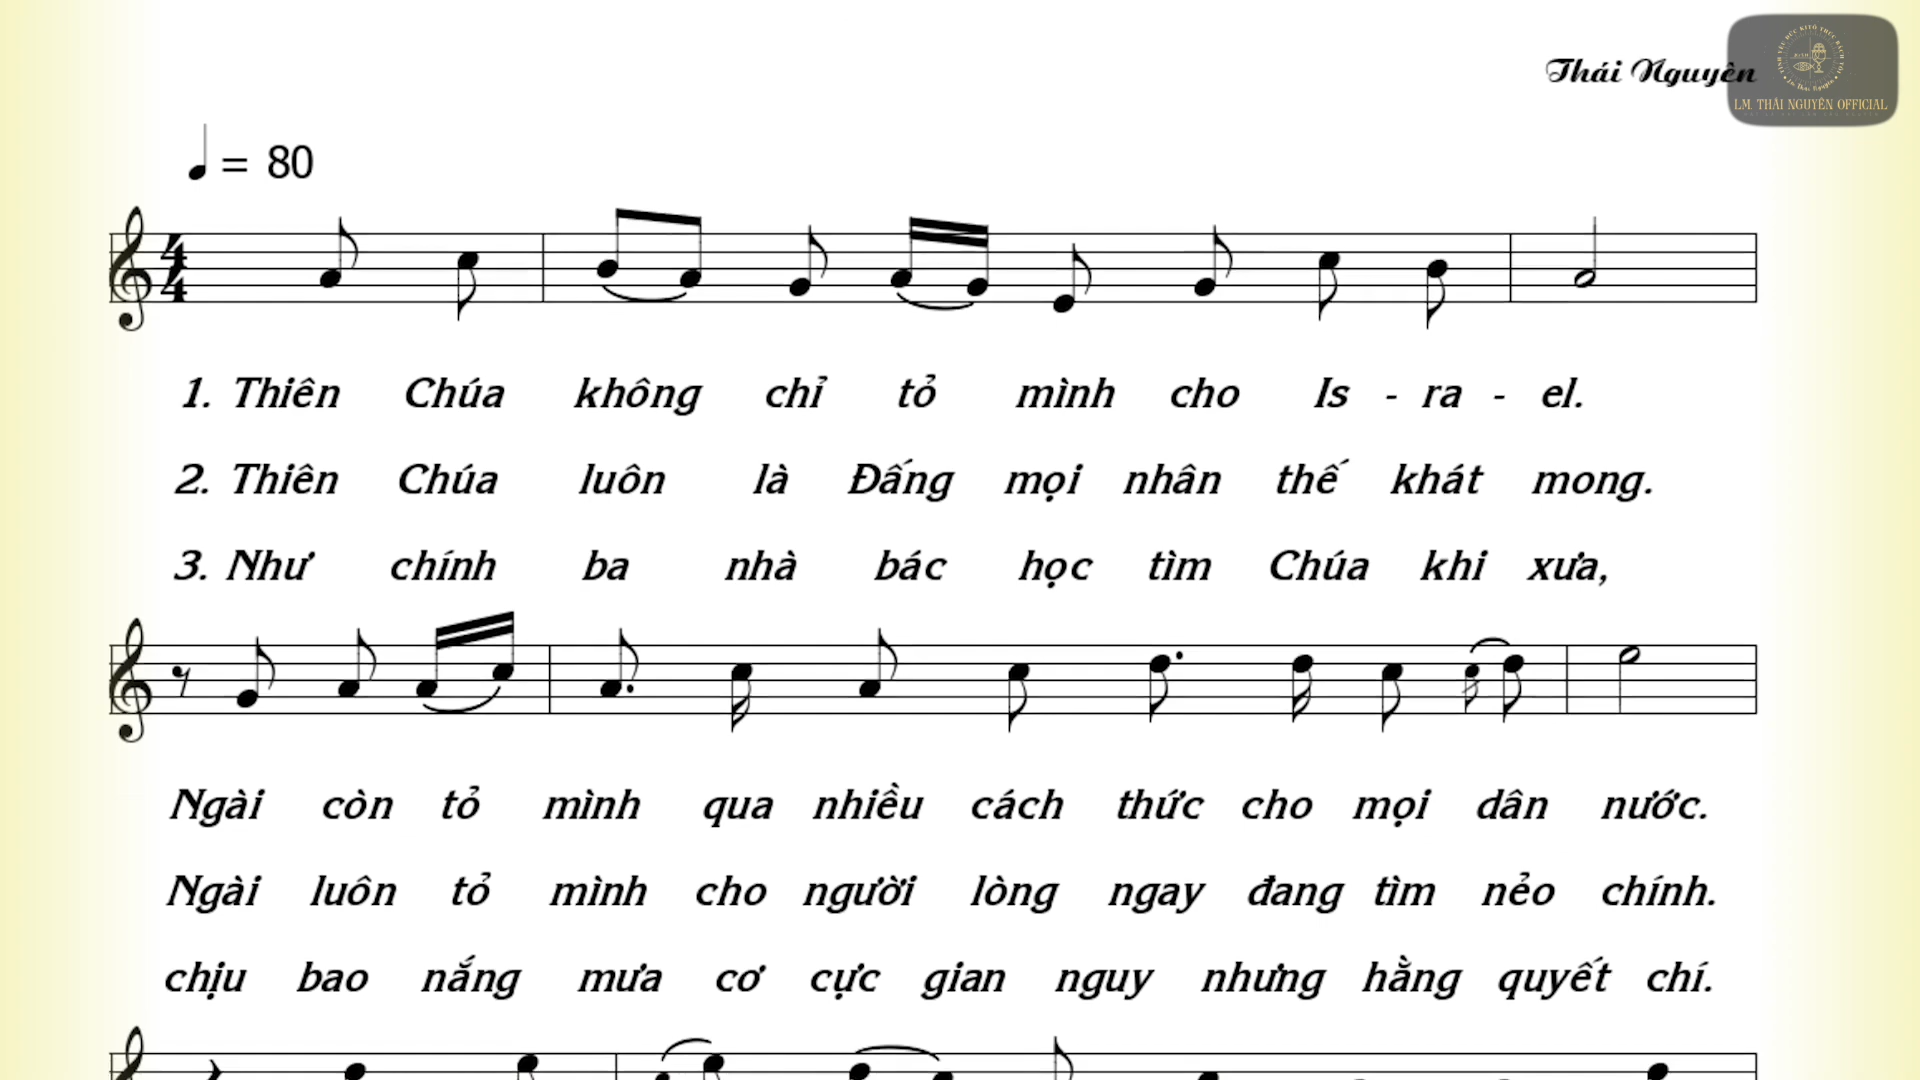 Thái Nguyên
LM. THÁI NGUYÊN OFFICIAL
= 80
1. Thiên Chúa không chỉ tỏ mình cho Is - ra - el.
2. Thiên Chúa luôn là Đấng mọi nhân thế khát mong.
3. Như chính ba nhà bác học tìm Chúa khi xưa,
Ngài còn tỏ mình qua nhiều cách thức cho mọi dân nước.
Ngài luôn tỏ mình cho người lòng ngay đang tìm nẻo chính.
chịu bao nắng mưa cơ cực gian nguy nhưng hằng quyết chí.